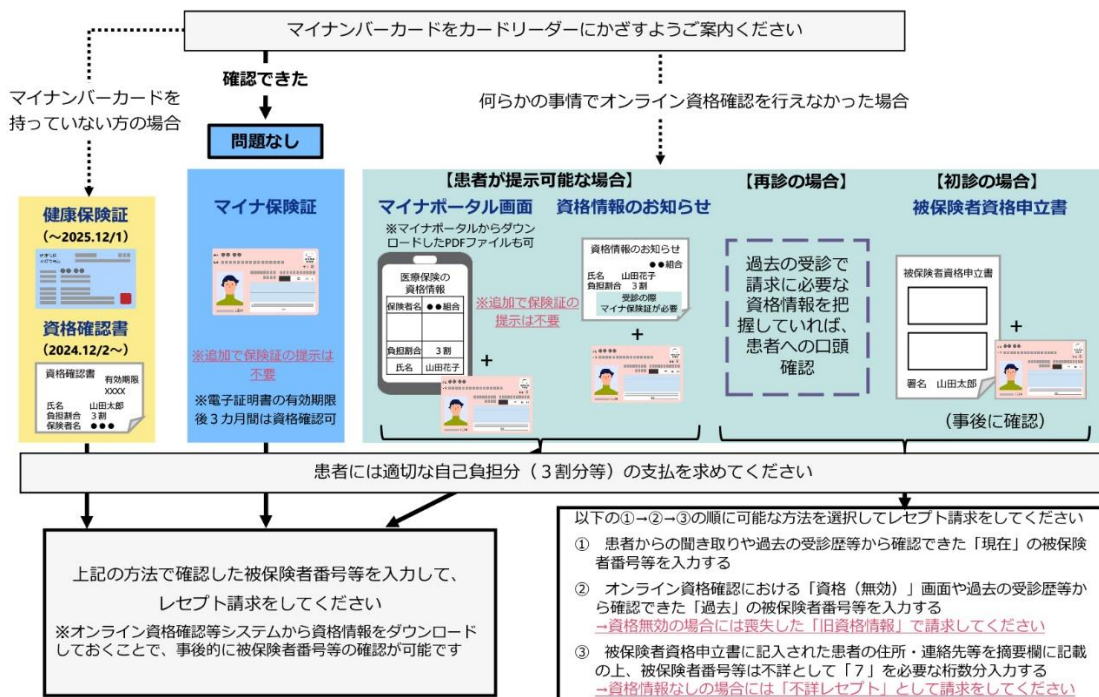 マイナンバーカードをカードリーダーにかざすようご案内ください
マイナンバーカードを
持っていない方の場合
確認できた
問題なし
何らかの事情でオンライン資格確認を行えなかった場合
健康保険証
(～2025.12/1)
資格確認書
(2024.12/2～)
資格確認書
有効期限
XXXX
氏名 山田太郎
負担割合 3割
保険者名 ●●●
マイナ保険証
※追加で保険証の提示は
不要
※電子証明書の有効期限
後３カ月間は資格確認可
【患者が提示可能な場合】
マイナポータル画面
※マイナポータルからダウン
ロードしたPDFファイルも可
医療保険の
資格情報
保険者名 ●●組合
負担割合 3割
氏名 山田花子
+
※追加で保険証の
提示は不要
資格情報のお知らせ
資格情報のお知らせ
●●組合
氏名 山田花子
負担割合 3割
受診の際
マイナ保険証が必要
+
【再診の場合】
過去の受診で
請求に必要な
資格情報を把
握していれば、
患者への口頭
確認
【初診の場合】
被保険者資格申立書
被保険者資格申立書
署名 山田太郎
+
(事後に確認)
患者には適切な自己負担分（３割分等）の支払を求めてください
上記の方法で確認した被保険者番号等を入力して、
レセプト請求をしてください
※オンライン資格確認等システムから資格情報をダウンロード
しておくことで、事後的に被保険者番号等の確認が可能です
以下の①→②→③の順に可能な方法を選択してレセプト請求をしてください
① 患者からの聞き取りや過去の受診歴等から確認できた「現在」の被保険
者番号等を入力する
② オンライン資格確認における「資格（無効）」画面や過去の受診歴等か
ら確認できた「過去」の被保険者番号等を入力する
→資格無効の場合には喪失した「旧資格情報」で請求してください
③ 被保険者資格申立書に記入された患者の住所・連絡先等を摘要欄に記載
の上、被保険者番号等は不詳として「７」を必要な桁数分入力する
→資格情報なしの場合には「不詳レセプト」として請求をしてください